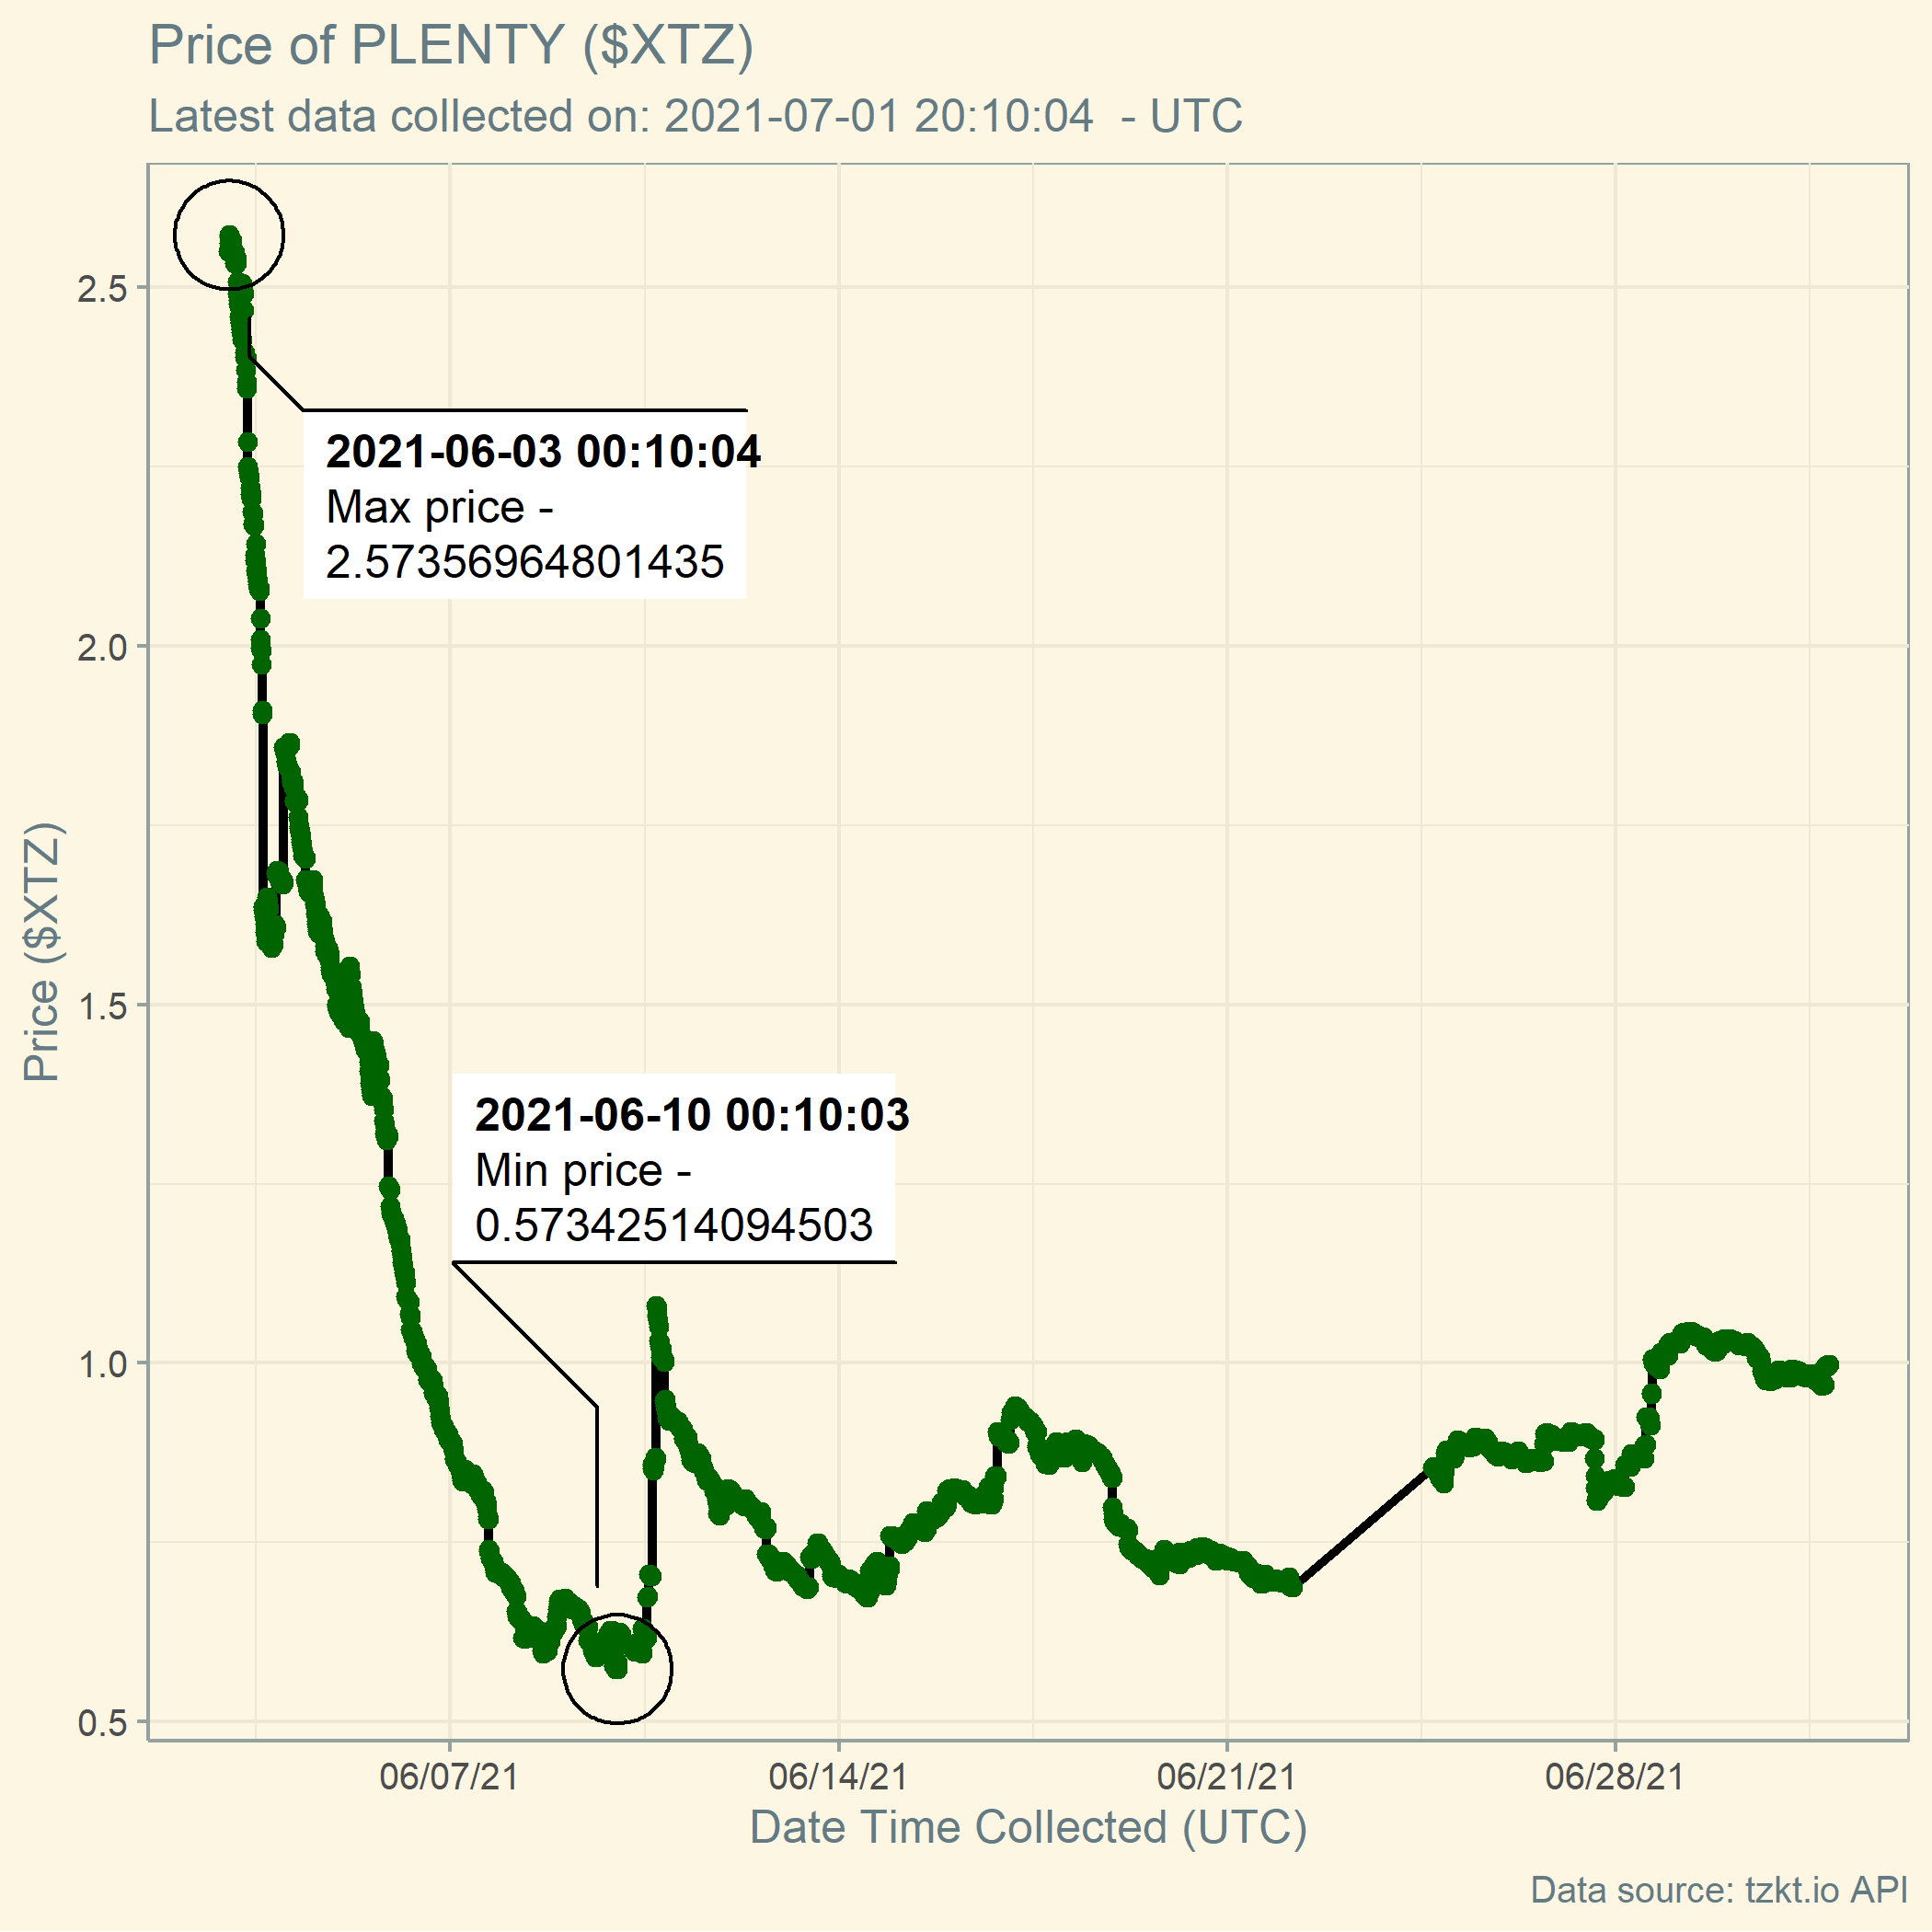 Price of PLENTY ($XTZ)
Latest data collected on: 2021-07-01 20:10:04  - UTC
2.5
2.0
1.5
1.0
0.5
Price ($XTZ)
2021-06-03 00:10:04
Max price -
2.57356964801435
2021-06-10 00:10:03
Min price -
0.57342514094503
06/07/21
06/14/21
06/21/21
06/28/21
Date Time Collected (UTC)
Data source: tzkt.io API